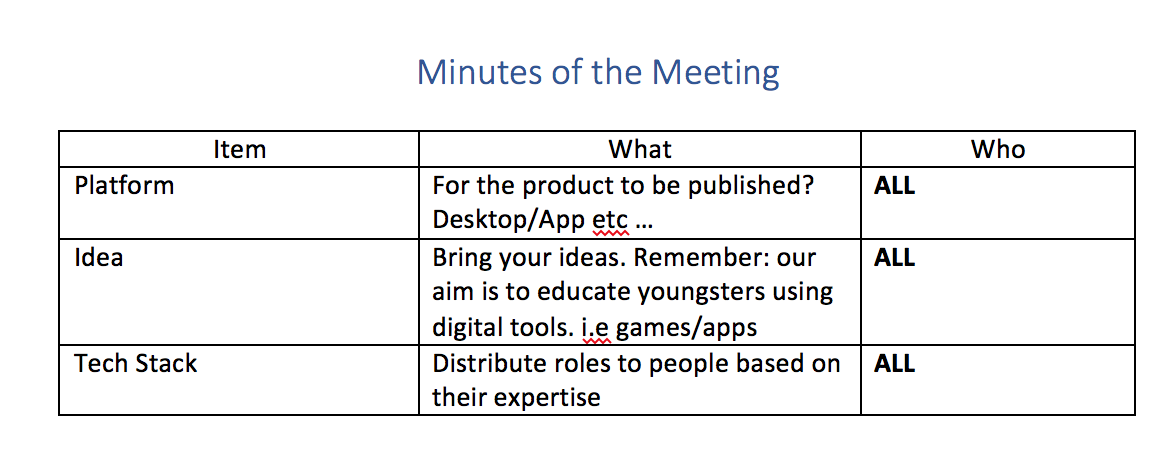 Minutes of the Meeting
Item What Who
Platform For the product to be published? ALL
Desktop/App etc ...
Idea Bring your ideas. Remember: our ALL
aim is to educate youngsters using
digital tools. i.e games/apps
Tech Stack Distribute roles to people based on ALL
their expertise